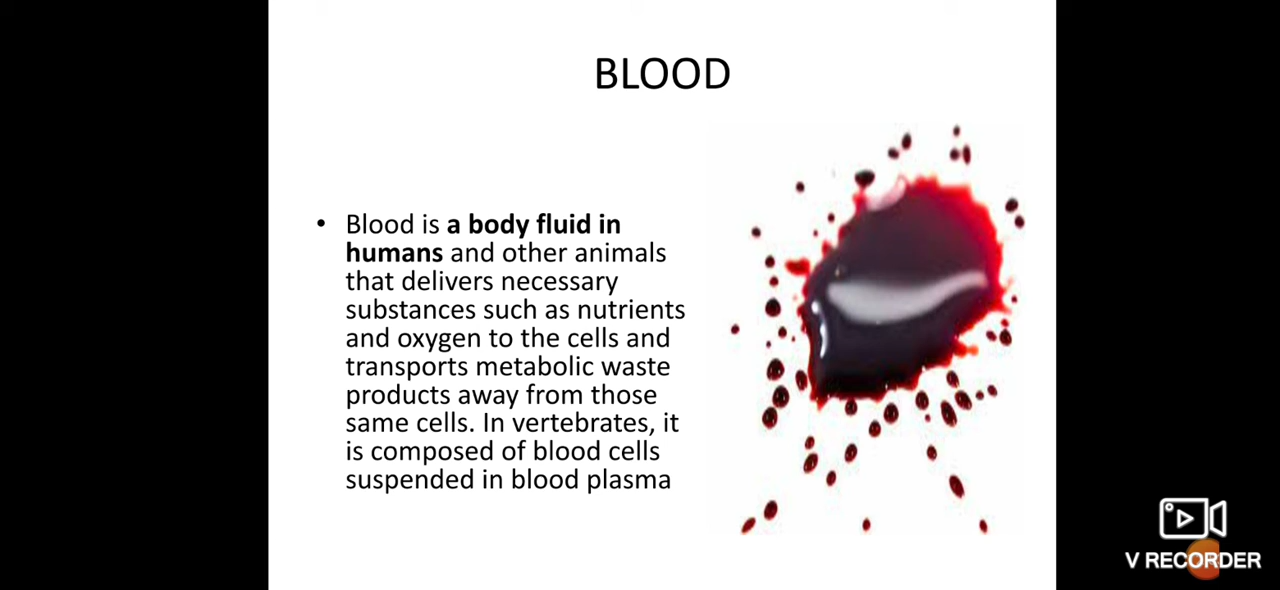 BLOOD
• Blood is a body fluid in
humans and other animals
that delivers necessary
substances such as nutrients
and oxygen to the cells and
transports metabolic waste
products away from those
same cells. In vertebrates, it
is composed of blood cells
suspended in blood plasma
V RECORDER